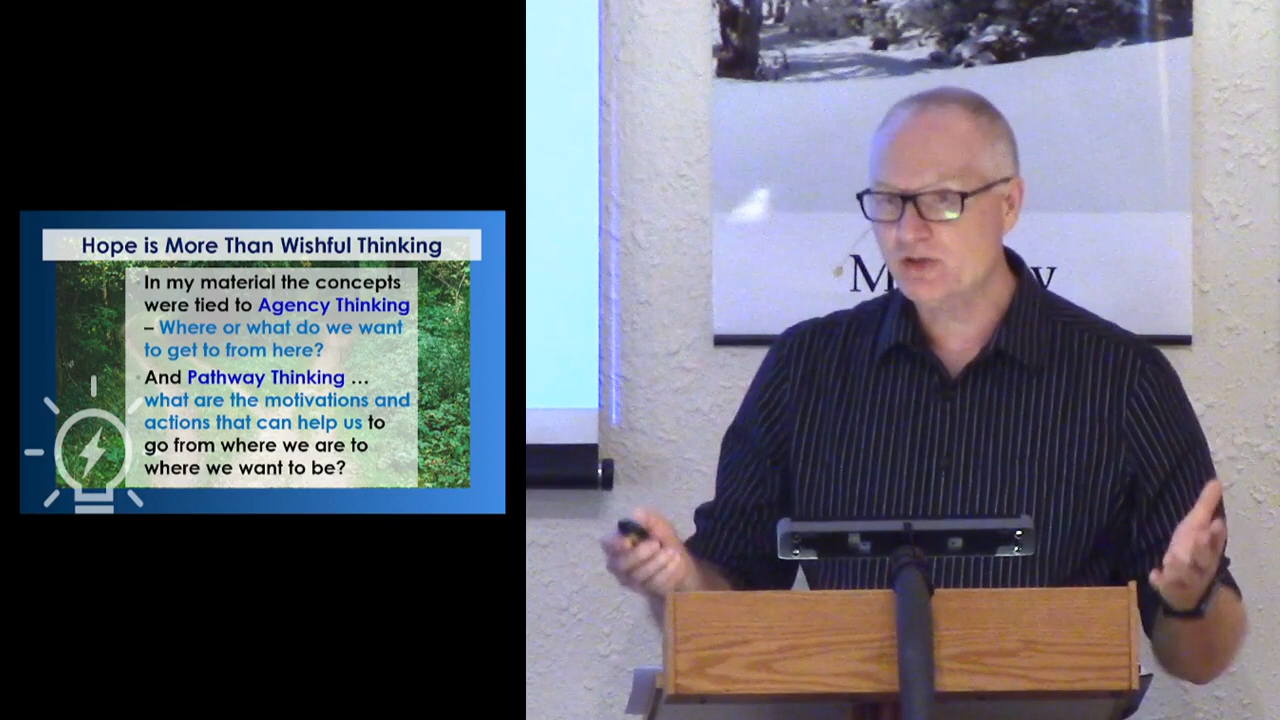 Hope is More Than Wishful Thinking
In my material the concepts
were tied to Agency Thinking
– Where or what do we want
to get to from here?
And Pathway Thinking …
what are the motivations and
actions that can help us to
go from where we are to
where we want to be?